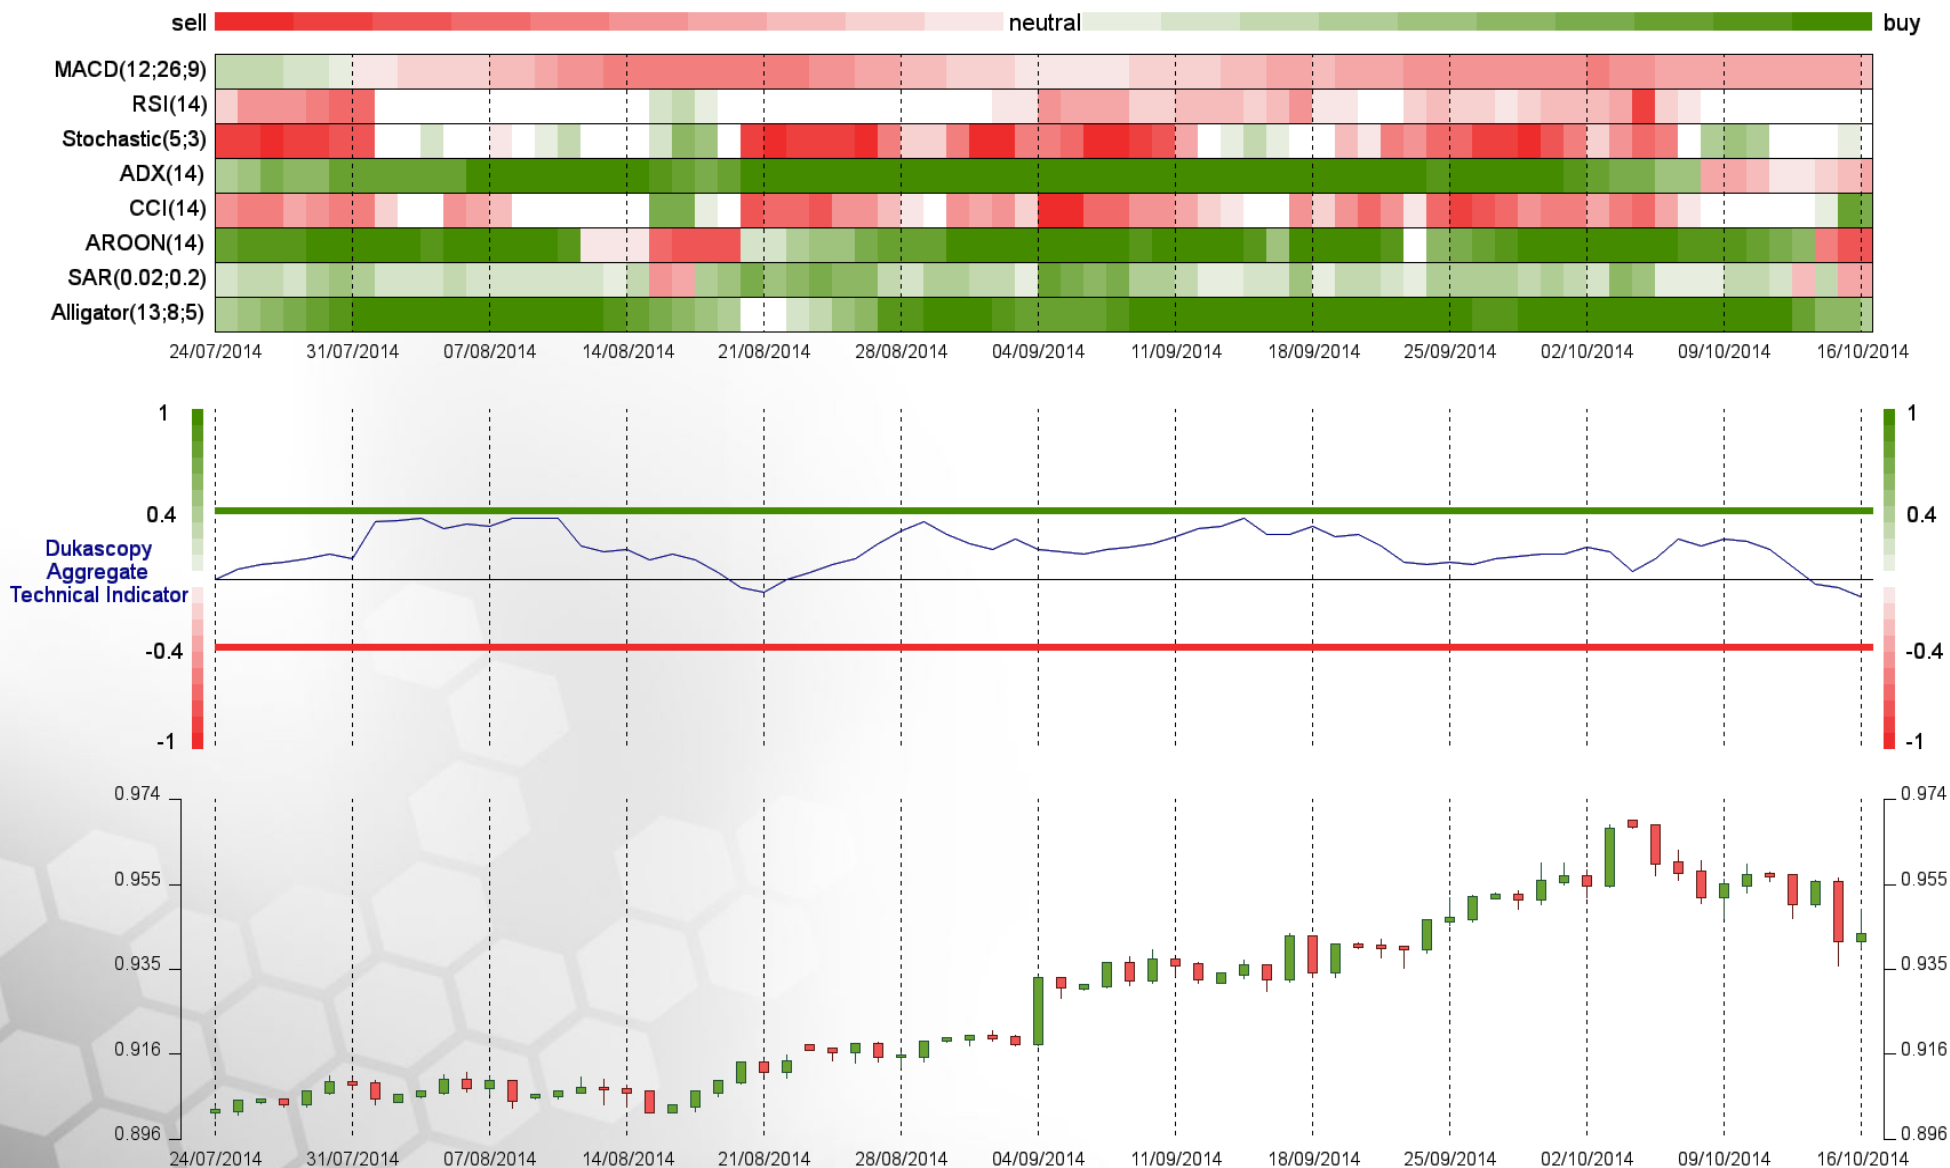 sell neutral buy
MACD(12;26;9)
RSI(14)
Stochastic(5;3)
ADX(14)
CCI(14)
AROON(14)
SAR(0.02;0.2)
Alligator(13;8;5)
24/07/2014 31/07/2014 07/08/2014 14/08/2014 21/08/2014 28/08/2014 04/09/2014 11/09/2014 18/09/2014 25/09/2014 02/10/2014 09/10/2014 16/10/2014
1 1
0.4 0.4
Dukascopy
Aggregate
Technical Indicator
-0.4 -0.4
-1 -1
0.974 0.974
0.955 0.955
0.935 0.935
0.916 0.916
0.896 0.896
24/07/2014 31/07/2014 07/08/2014 14/08/2014 21/08/2014 28/08/2014 04/09/2014 11/09/2014 18/09/2014 25/09/2014 02/10/2014 09/10/2014 16/10/2014